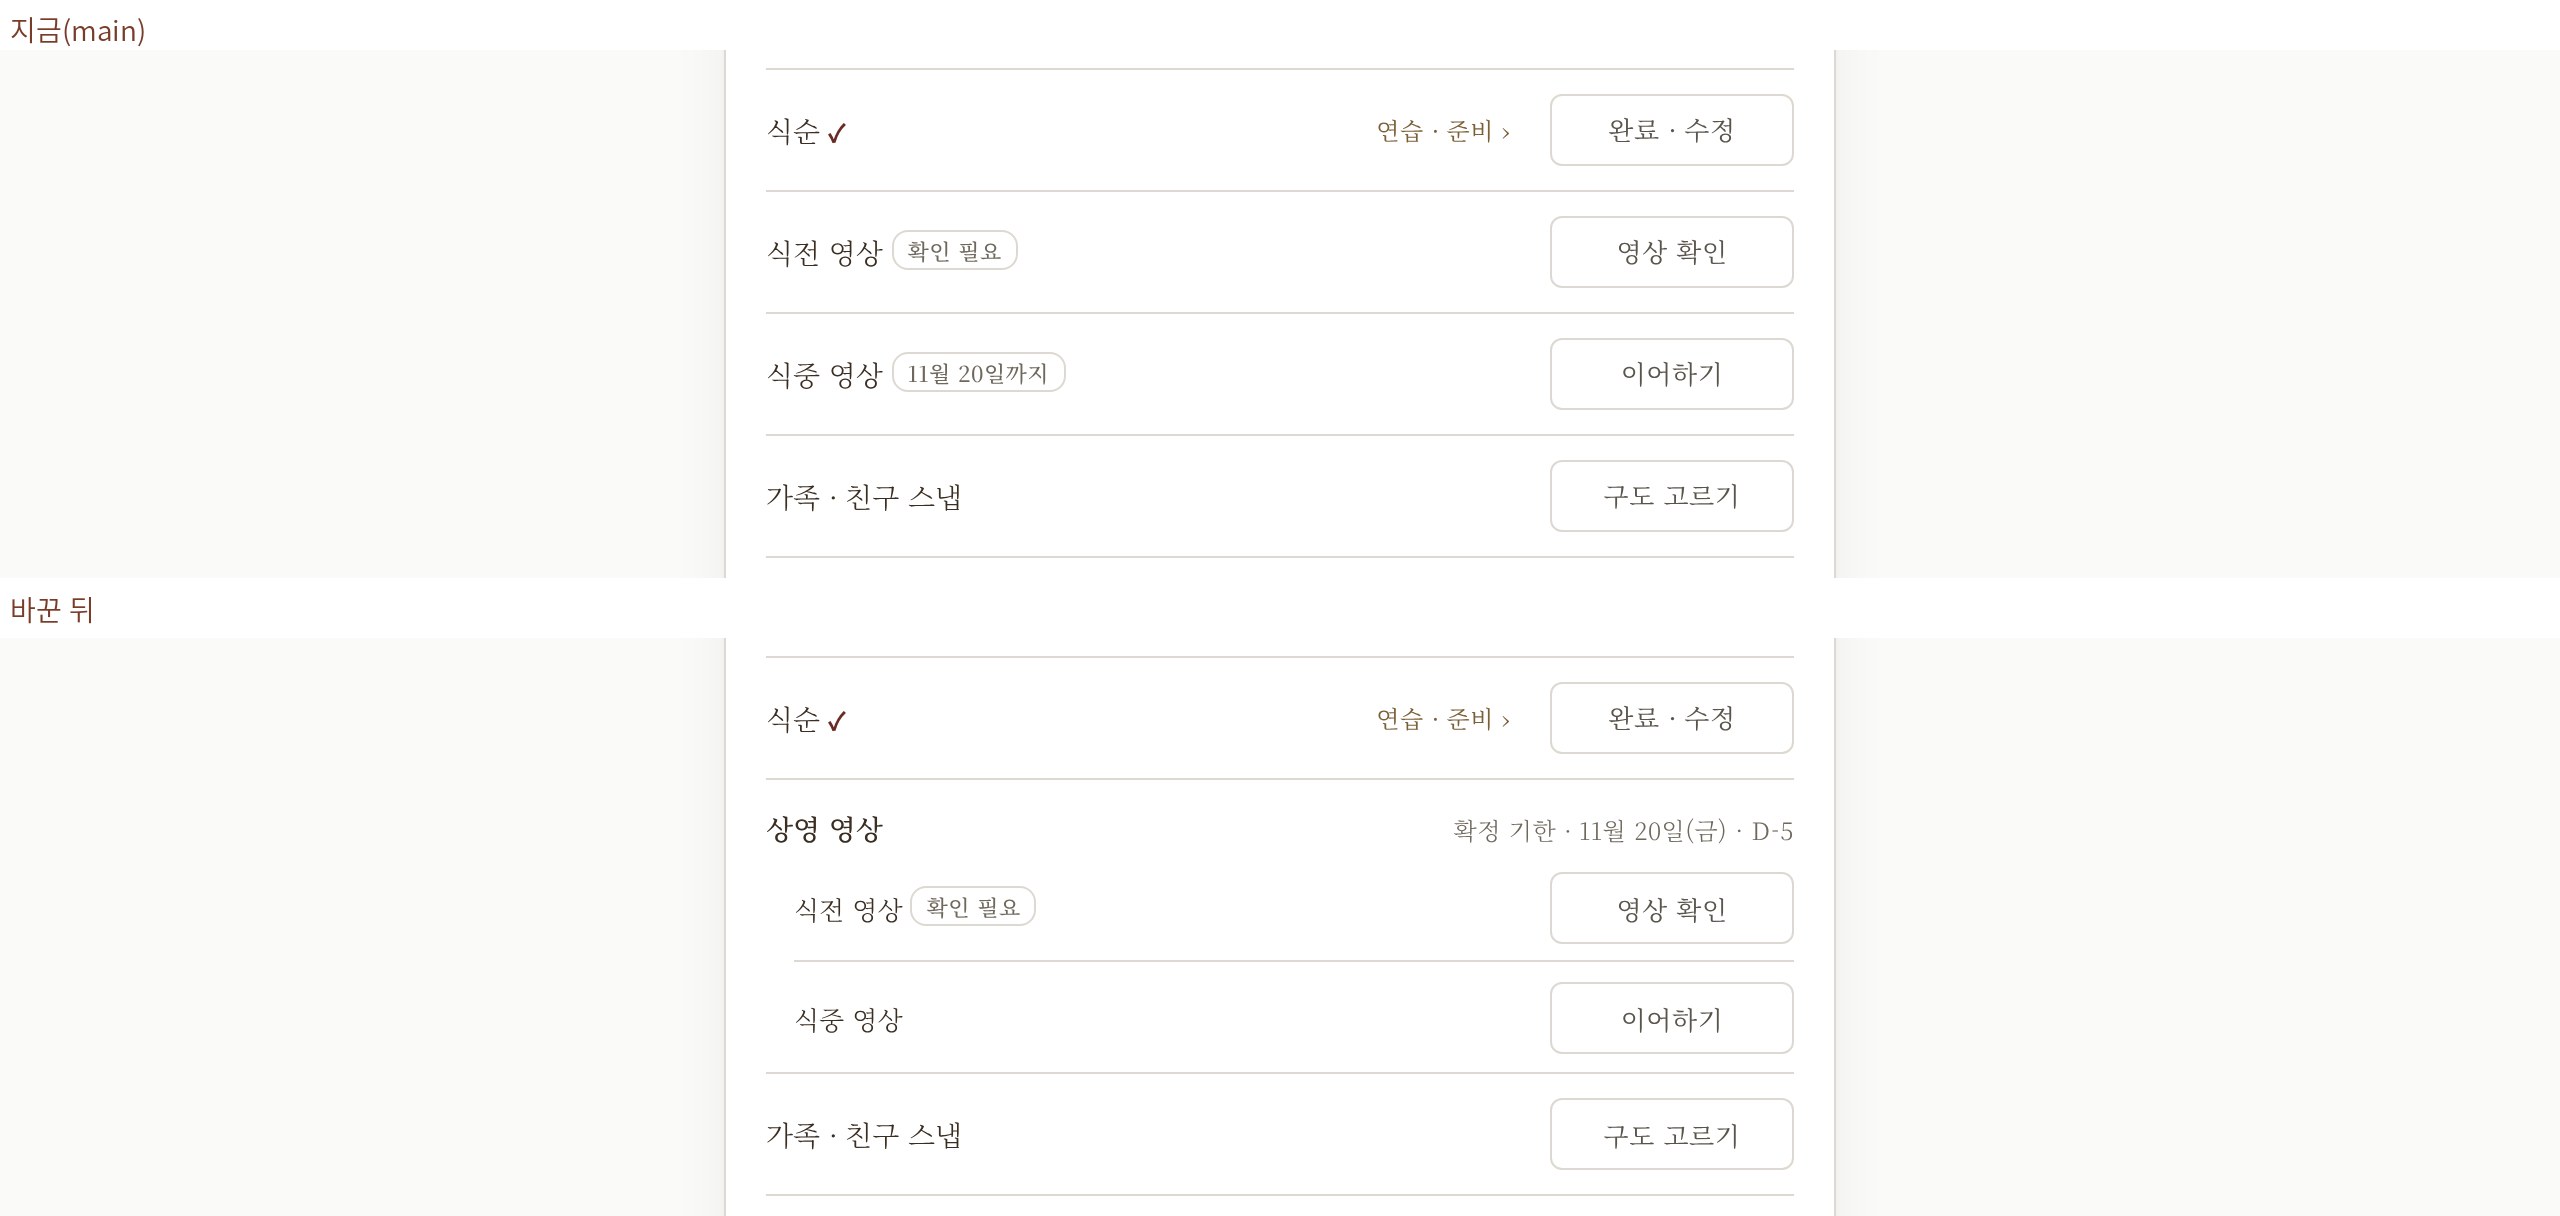 지금(main)
식순 ✓ 연습 · 준비 › 완료 · 수정
식전 영상 확인 필요 영상 확인
식중 영상 11월 20일까지 이어하기
가족 · 친구 스냅 구도 고르기
바꾼 뒤
식순 ✓ 연습 · 준비 › 완료 · 수정
상영 영상 확정 기한 · 11월 20일(금) · D-5
식전 영상 확인 필요 영상 확인
식중 영상 이어하기
가족 · 친구 스냅 구도 고르기